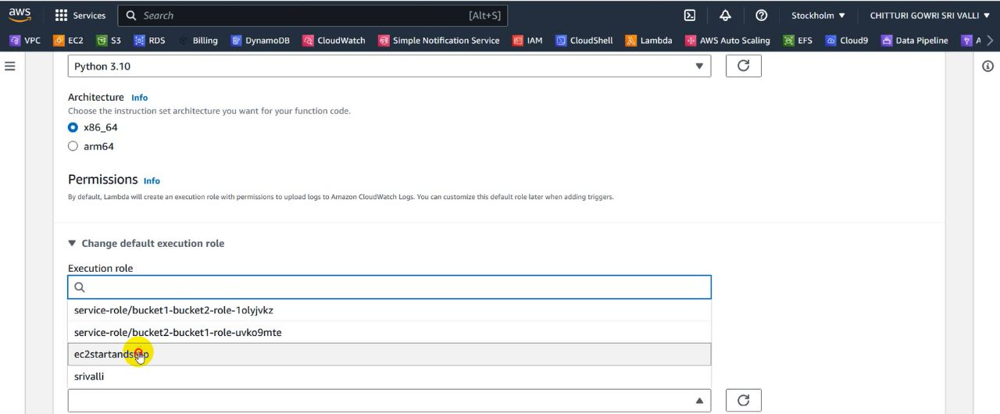 aws Services Search [Alt+S] Stockholm CHITTURI GOWRI SRI VALLI
VPC EC2 S3 RDS Billing DynamoDB CloudWatch Simple Notification Service IAM CloudShell Lambda AWS Auto Scaling EFS Cloud9 Data Pipeline A
Python 3.10
Architecture Info
Choose the instruction set architecture you want for your function code.
x86_64
arm64
Permissions Info
By default, Lambda will create an execution role with permissions to upload logs to Amazon CloudWatch Logs. You can customize this default role later when adding triggers.
Change default execution role
Execution role
service-role/bucket1-bucket2-role-1olyjvkz
service-role/bucket2-bucket1-role-uvko9mte
ec2startandstop
srivalli